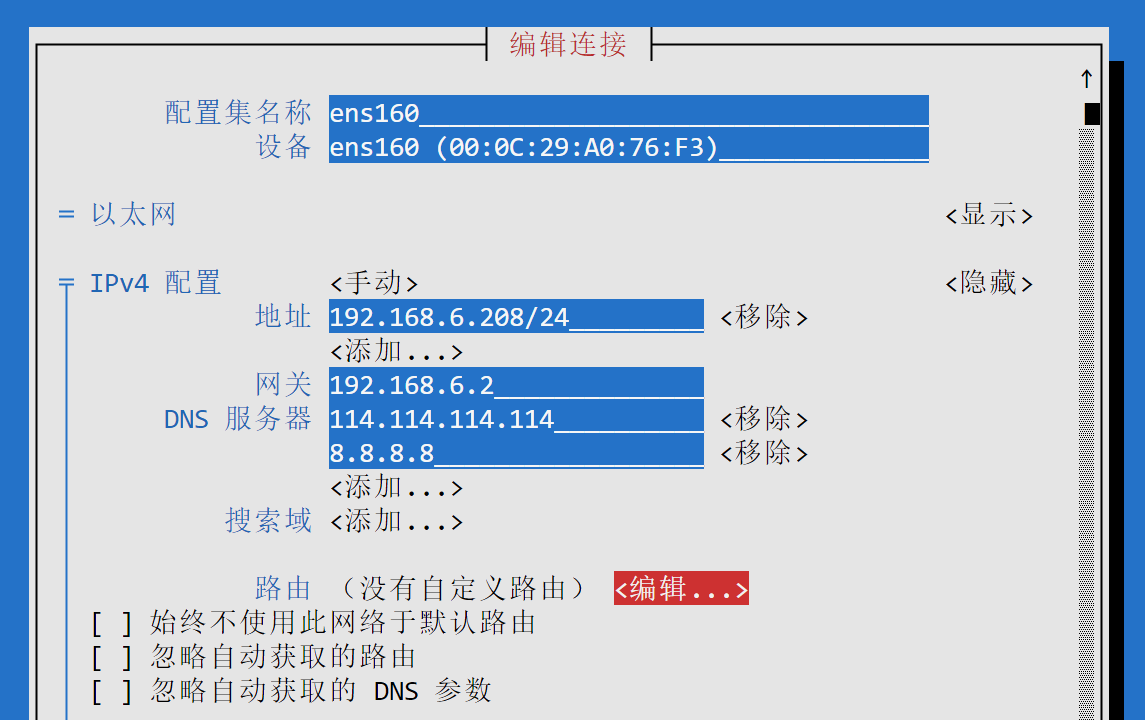 编辑连接
↑
配置集名称 ens160
设备 ens160 (00:0C:29:A0:76:F3)
= 以太网 <显示>
IPv4 配置 <手动> <隐藏>
地址 192.168.6.208/24 <移除>
<添加...>
网关 192.168.6.2
DNS 服务器 114.114.114.114 <移除>
8.8.8.8 <移除>
<添加...>
搜索域 <添加...>
路由 （没有自定义路由） <编辑...>
[ ] 始终不使用此网络于默认路由
[ ] 忽略自动获取的路由
[ ] 忽略自动获取的 DNS 参数